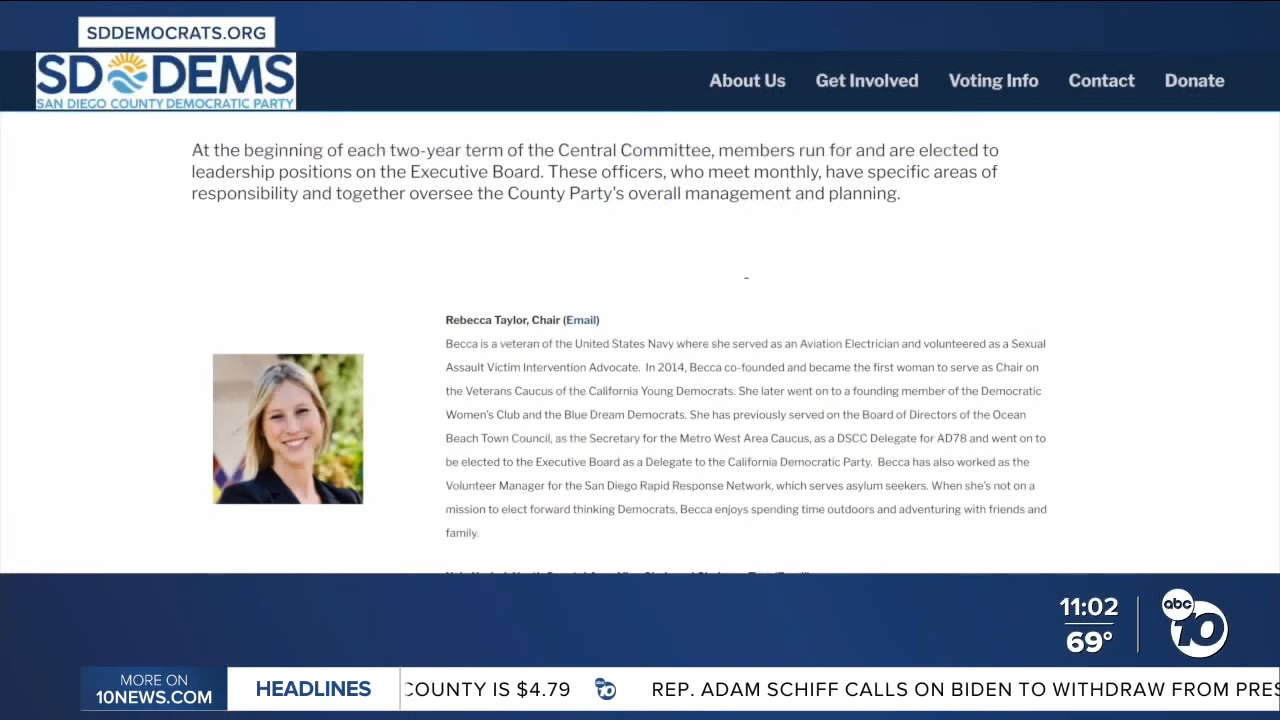 SDDEMOCRATS.ORG
SD DEMS
SAN DIEGO COUNTY DEMOCRATIC PARTY
About Us Get Involved Voting Info Contact Donate
At the beginning of each two-year term of the Central Committee, members run for and are elected to
leadership positions on the Executive Board. These officers, who meet monthly, have specific areas of
responsibility and together oversee the County Party's overall management and planning.
-
Rebecca Taylor, Chair (Email)
Becca is a veteran of the United States Navy where she served as an Aviation Electrician and volunteered as a Sexual
Assault Victim Intervention Advocate. In 2014, Becca co-founded and became the first woman to serve as Chair on
the Veterans Caucus of the California Young Democrats. She later went on to a founding member of the Democratic
Women's Club and the Blue Dream Democrats. She has previously served on the Board of Directors of the Ocean
Beach Town Council, as the Secretary for the Metro West Area Caucus, as a DSCC Delegate for AD78 and went on to
be elected to the Executive Board as a Delegate to the California Democratic Party. Becca has also worked as the
Volunteer Manager for the San Diego Rapid Response Network, which serves asylum seekers. When she's not on a
mission to elect forward thinking Democrats, Becca enjoys spending time outdoors and adventuring with friends and
family.
11:02
69°
abc 10
MORE ON
10NEWS.COM
HEADLINES
COUNTY IS $4.79 abc 10 REP. ADAM SCHIFF CALLS ON BIDEN TO WITHDRAW FROM PRES